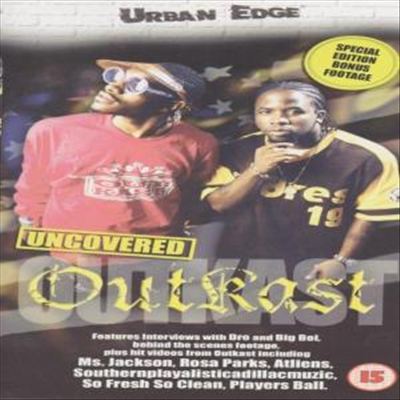 URBAN EDGE
SPECIAL
EDITION
BONUS
FOOTAGE
19
UNCOVERED
OUTKAST
OutKast
Features Interviews with Dre and Big Boi,
behind the scenes footage,
plus hit videos from Outkast including
Ms. Jackson, Rosa Parks, Atliens,
Southernplayalisticadillacmuzic,
So Fresh So Clean, Players Ball.
15